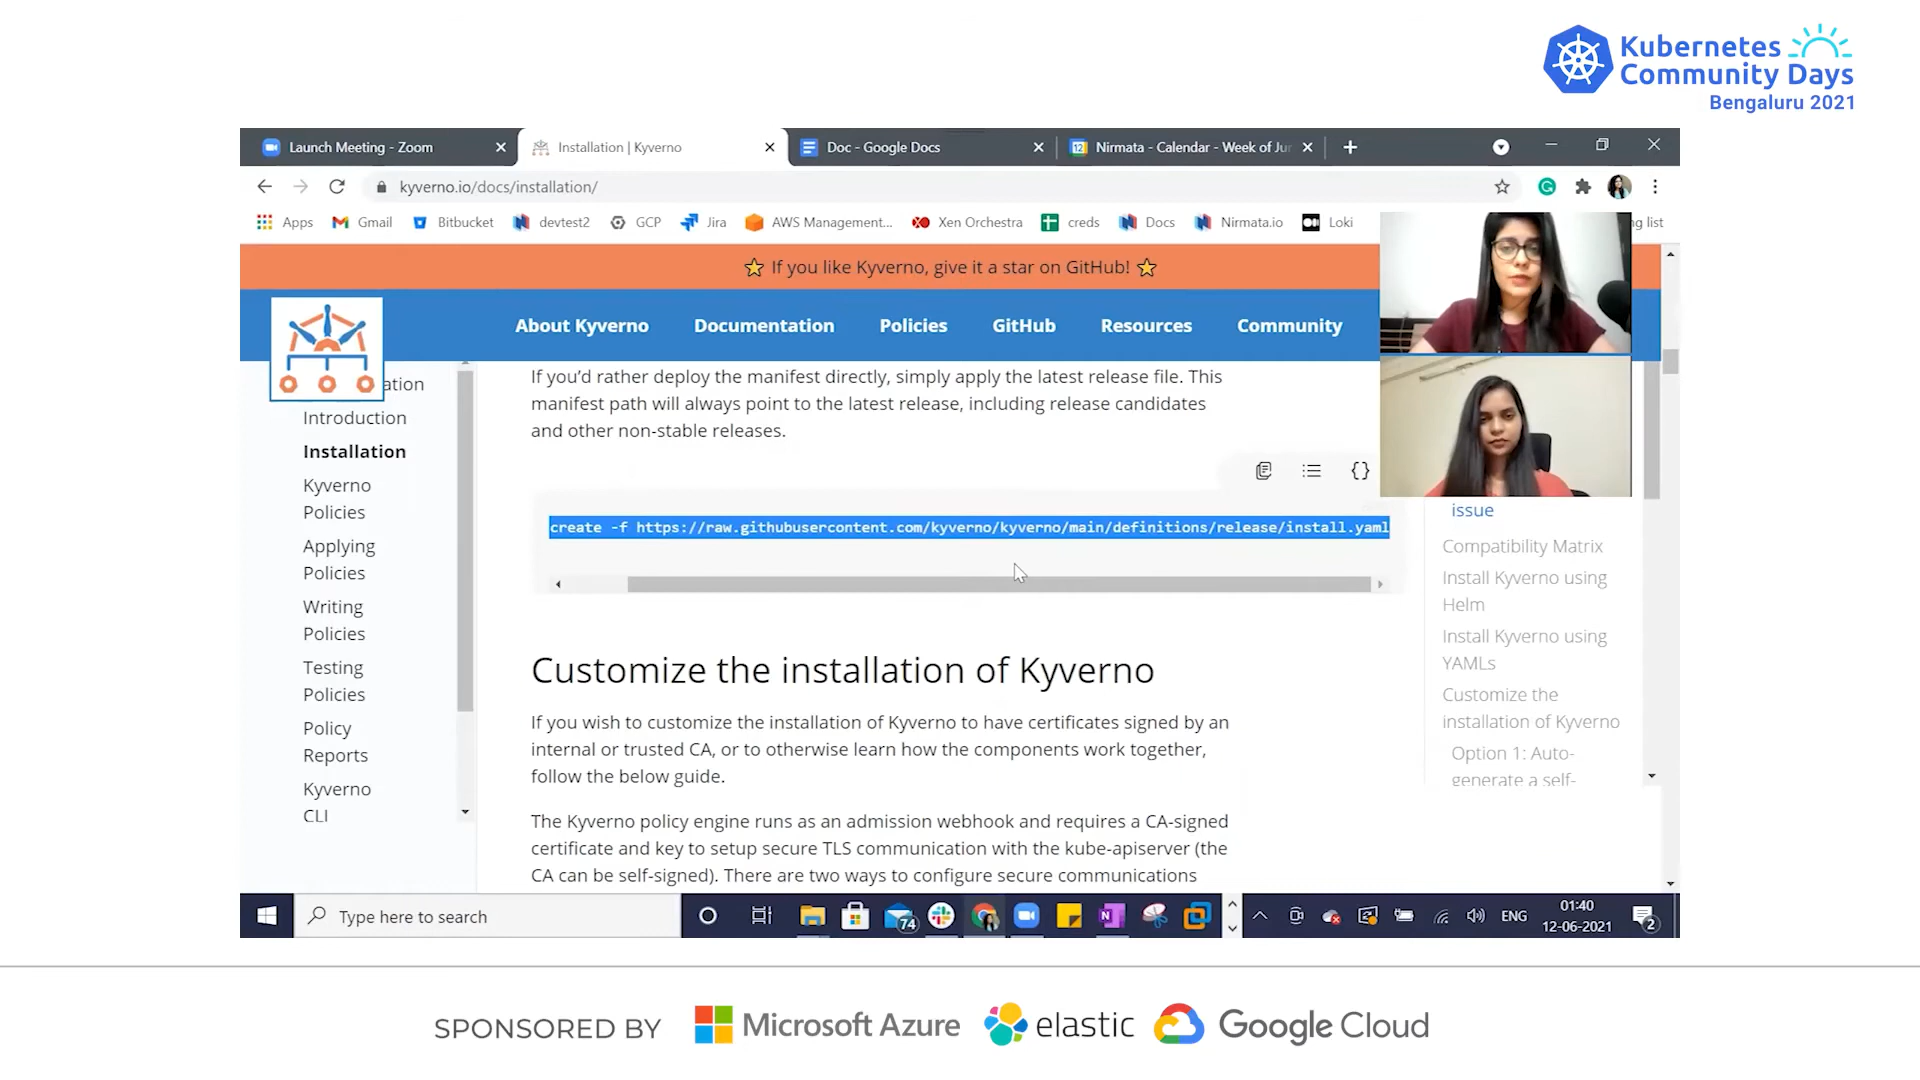 Kubernetes
Community Days
Bengaluru 2021
Launch Meeting - Zoom
Installation | Kyverno
Doc - Google Docs
Nirmata - Calendar - Week of Jur
kyverno.io/docs/installation/
Apps
Gmail
Bitbucket
devtest2
GCP
Jira
AWS Management...
Xen Orchestra
creds
Docs
Nirmata.io
Loki
ng list
If you like Kyverno, give it a star on GitHub!
About Kyverno
Documentation
Policies
GitHub
Resources
Community
ation
Introduction
Installation
Kyverno
Policies
Applying
Policies
Writing
Policies
Testing
Policies
Policy
Reports
Kyverno
CLI
If you'd rather deploy the manifest directly, simply apply the latest release file. This
manifest path will always point to the latest release, including release candidates
and other non-stable releases.
create -f https://raw.githubusercontent.com/kyverno/kyverno/main/definitions/release/install.yaml
Customize the installation of Kyverno
If you wish to customize the installation of Kyverno to have certificates signed by an
internal or trusted CA, or to otherwise learn how the components work together,
follow the below guide.
The Kyverno policy engine runs as an admission webhook and requires a CA-signed
certificate and key to setup secure TLS communication with the kube-apiserver (the
CA can be self-signed). There are two ways to configure secure communications
issue
Compatibility Matrix
Install Kyverno using
Helm
Install Kyverno using
YAMLs
Customize the
installation of Kyverno
Option 1: Auto-
generate a self-
Type here to search
74
ENG
01:40
12-06-2021
2
SPONSORED BY
Microsoft Azure
elastic
Google Cloud